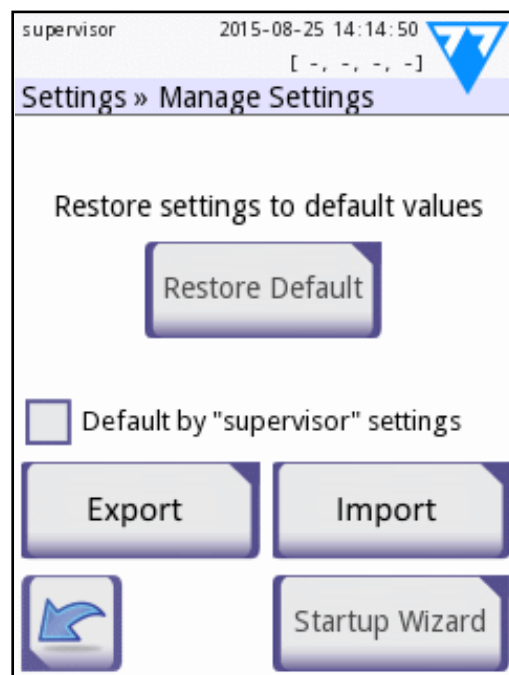 supervisor 2015-08-25 14:14:50
[ -, -, -, -]
Settings » Manage Settings
Restore settings to default values
Restore Default
Default by "supervisor" settings
Export Import
Startup Wizard